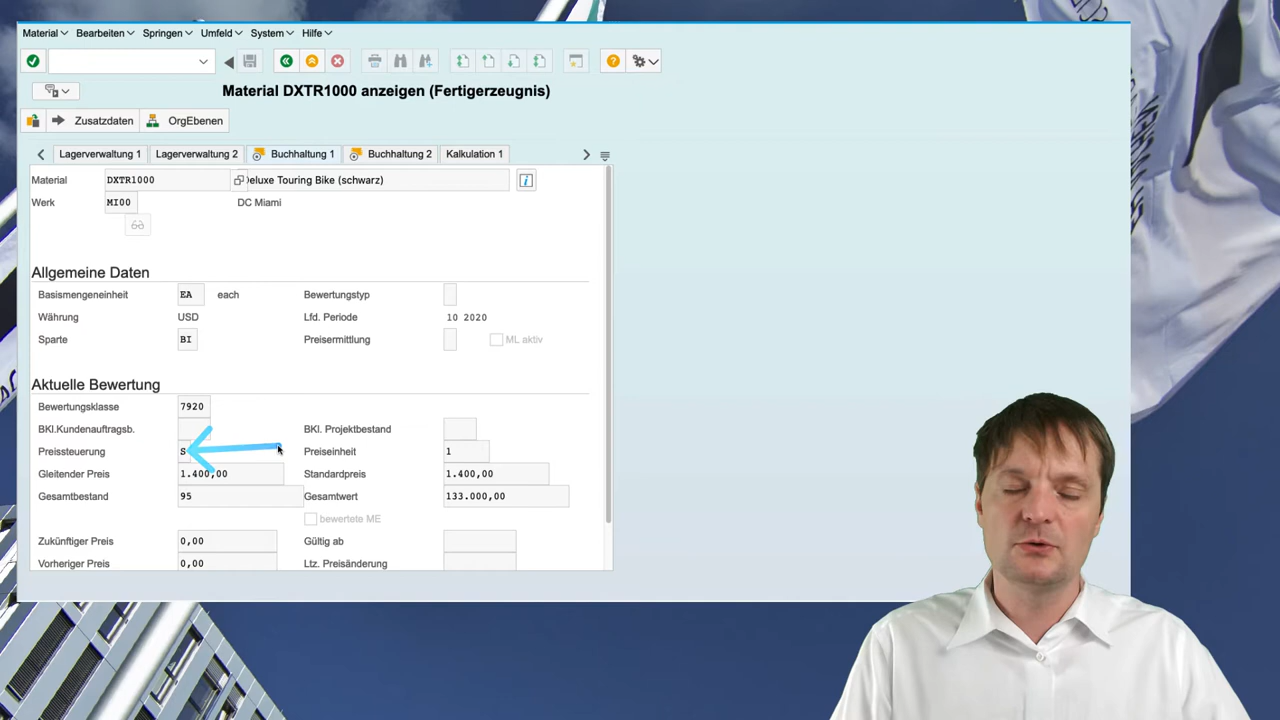 Material Bearbeiten Springen Umfeld System Hilfe
Material DXTR1000 anzeigen (Fertigerzeugnis)
Zusatzdaten OrgEbenen
Lagerverwaltung 1 Lagerverwaltung 2 Buchhaltung 1 Buchhaltung 2 Kalkulation 1
Material DXTR1000 eluxe Touring Bike (schwarz)
Werk MI00 DC Miami
Allgemeine Daten
Basismengeneinheit EA each Bewertungstyp
Währung USD Lfd. Periode 10 2020
Sparte BI Preisermittlung ML aktiv
Aktuelle Bewertung
Bewertungsklasse 7920
BKl.Kundenauftragsb. BKl. Projektbestand
Preissteuerung S Preiseinheit 1
Gleitender Preis 1.400,00 Standardpreis 1.400,00
Gesamtbestand 95 Gesamtwert 133.000,00
bewertete ME
Zukünftiger Preis 0,00 Gültig ab
Vorheriger Preis 0,00 Ltz. Preisänderung